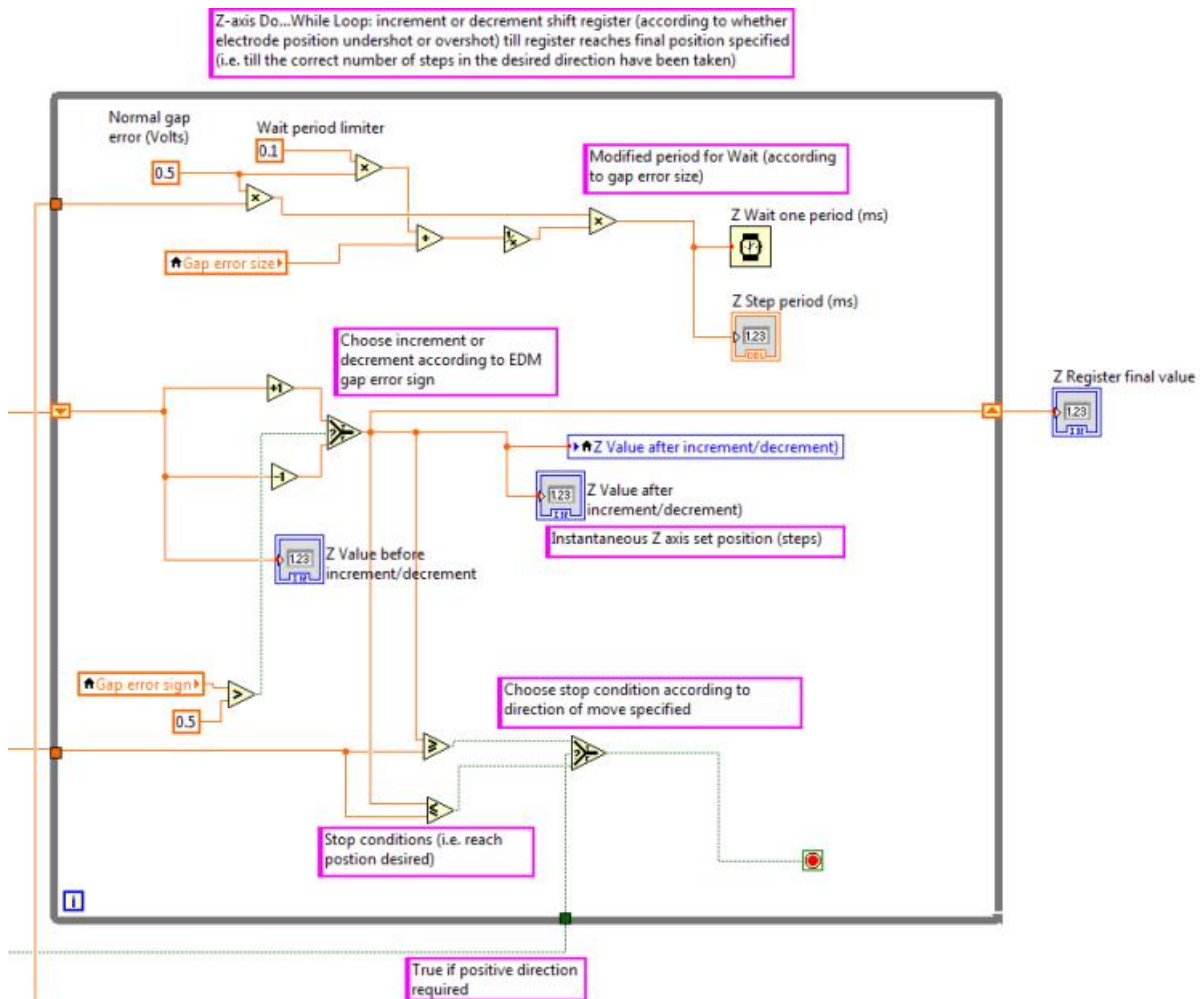 Z-axis Do...While Loop: increment or decrement shift register (according to whether
electrode position undershot or overshot) till register reaches final position specified
(i.e. till the correct number of steps in the desired direction have been taken)
Normal gap
error (Volts)
Wait period limiter
0.1
0.5
Modified period for Wait (according
to gap error size)
x
x
x
Z Wait one period (ms)
+
1/x
Gap error size
Z Step period (ms)
1.23
DBL
Choose increment or
decrement according to EDM
gap error sign
Z Register final value
+1
1.23
?
Z Value after increment/decrement)
-1
1.23
Z Value after
increment/decrement)
Instantaneous Z axis set position (steps)
1.23
Z Value before
increment/decrement
Gap error sign
>
0.5
Choose stop condition according to
direction of move specified
≥
?
≤
Stop conditions (i.e. reach
postion desired)
i
True if positive direction
required